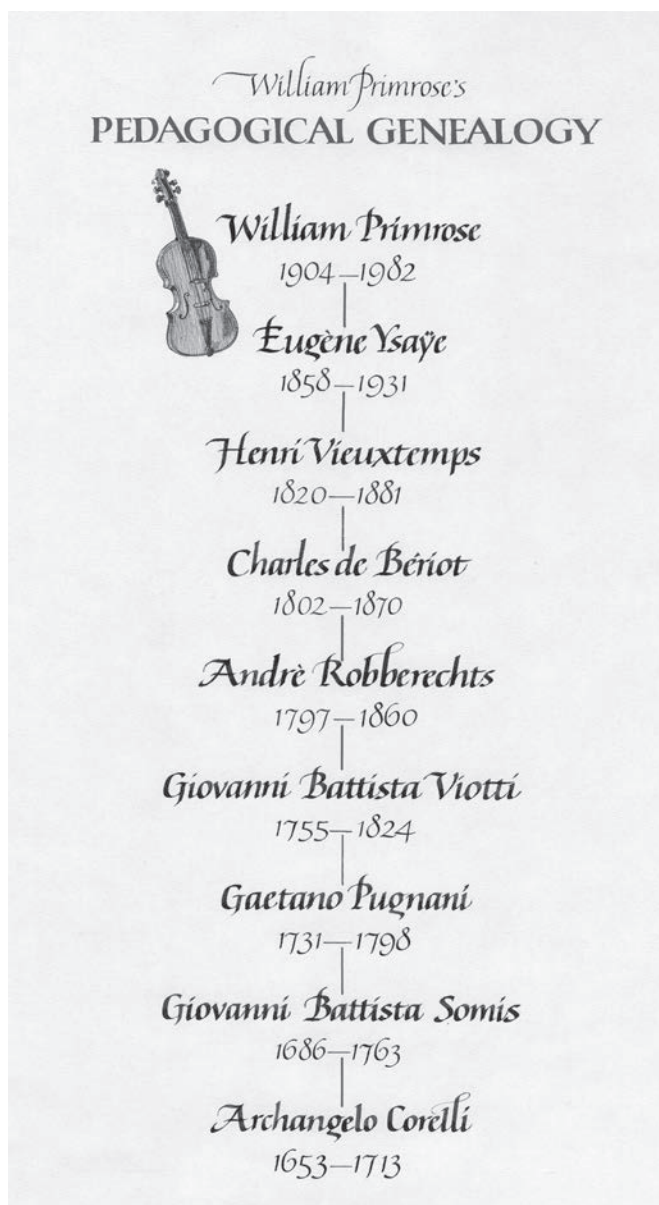 William Primrose's
PEDAGOGICAL GENEALOGY
William Primrose
1904—1982
Eugène Ysaÿe
1858—1931
Henri Vieuxtemps
1820—1881
Charles de Bériot
1802—1870
Andrè Robberechts
1797—1860
Giovanni Battista Viotti
1755—1824
Gaetano Pugnani
1731—1798
Giovanni Battista Somis
1686—1763
Archangelo Corelli
1653—1713